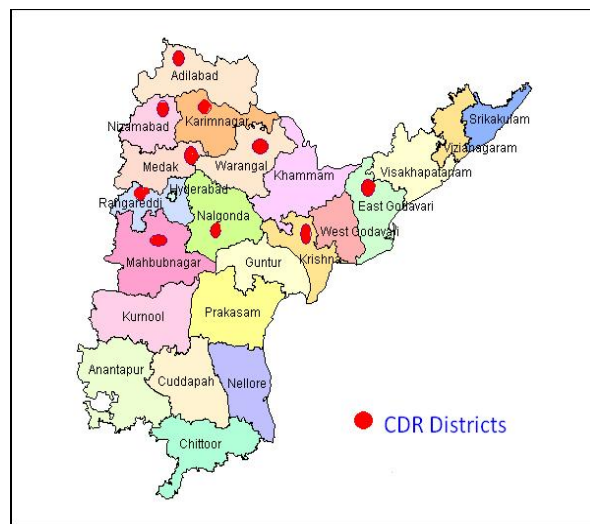 Adilabad
Srikakulam
Nizamabad
Karimnagar
Vizianagaram
Medak
Warangal
Visakhapatanam
Khammam
Hyderabad
Rangareddi
East Godavari
Nalgonda
West Godavari
Krishna
Mahbubnagar
Guntur
Kurnool
Prakasam
Anantapur
Cuddapah
Nellore
CDR Districts
Chittoor